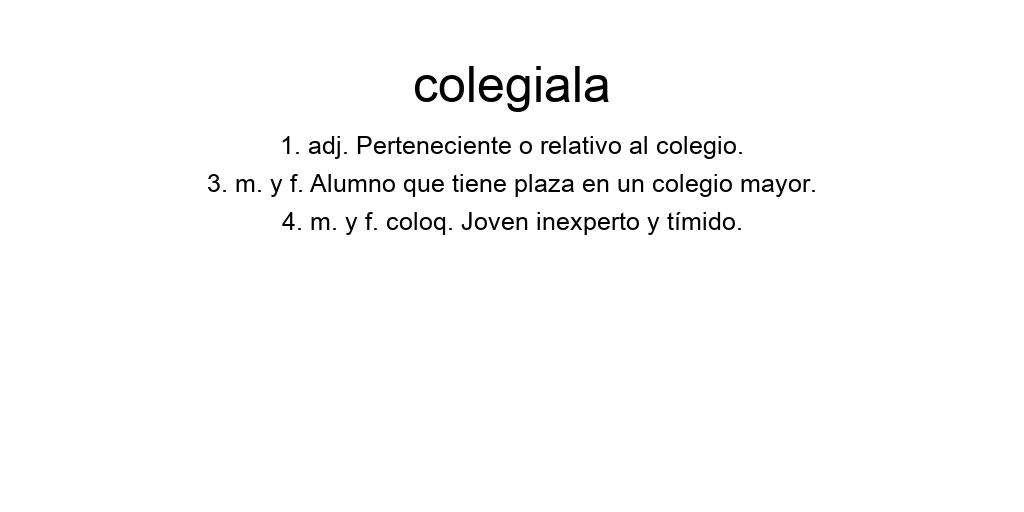 colegiala
1. adj. Perteneciente o relativo al colegio.
3. m. y f. Alumno que tiene plaza en un colegio mayor.
4. m. y f. coloq. Joven inexperto y tímido.